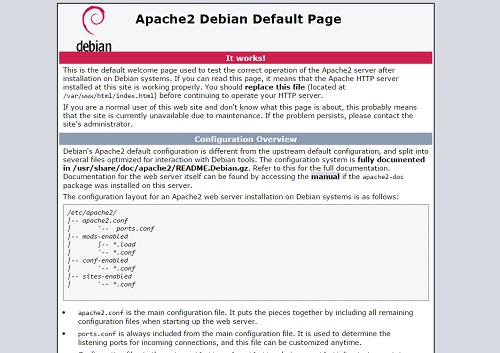 Apache2 Debian Default Page
debian
It works!
This is the default welcome page used to test the correct operation of the Apache2 server after
installation on Debian systems. If you can read this page, it means that the Apache HTTP server
installed at this site is working properly. You should replace this file (located at
/var/www/html/index.html) before continuing to operate your HTTP server.
If you are a normal user of this web site and don't know what this page is about, this probably means
that the site is currently unavailable due to maintenance. If the problem persists, please contact the
site's administrator.
Configuration Overview
Debian's Apache2 default configuration is different from the upstream default configuration, and split into
several files optimized for interaction with Debian tools. The configuration system is fully documented
in /usr/share/doc/apache2/README.Debian.gz. Refer to this for the full documentation.
Documentation for the web server itself can be found by accessing the manual if the apache2-doc
package was installed on this server.
The configuration layout for an Apache2 web server installation on Debian systems is as follows:
/etc/apache2/
|-- apache2.conf
|       `--  ports.conf
|-- mods-enabled
|       |-- *.load
|       `-- *.conf
|-- conf-enabled
|       `-- *.conf
|-- sites-enabled
|       `-- *.conf
• apache2.conf is the main configuration file. It puts the pieces together by including all remaining
configuration files when starting up the web server.
• ports.conf is always included from the main configuration file. It is used to determine the
listening ports for incoming connections, and this file can be customized anytime.